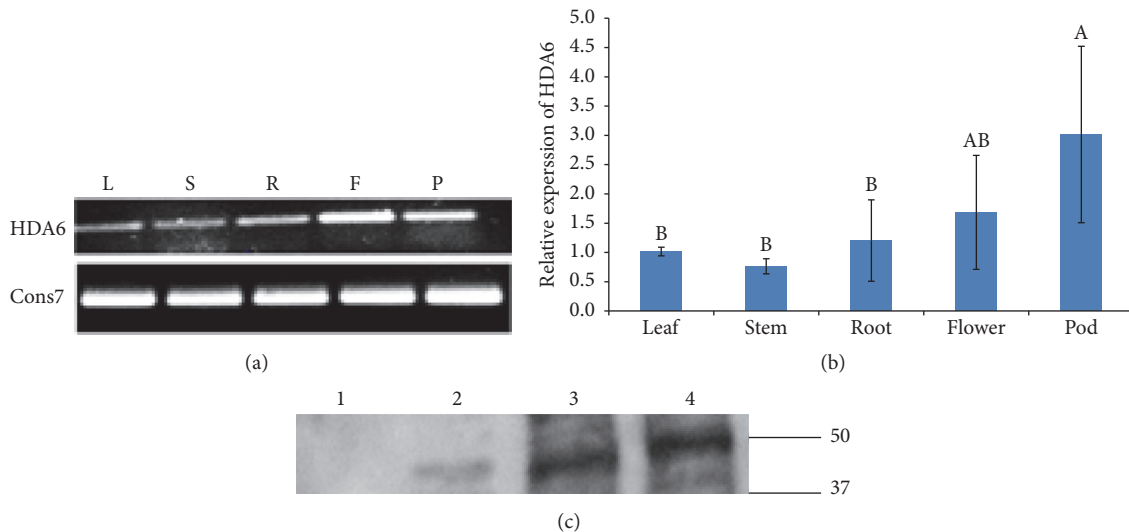 L S R F P
HDA6
Cons7
(a)
Relative experssion of HDA6
5.0
4.5
4.0
3.5
3.0
2.5
2.0
1.5
1.0
0.5
0.0
B
B
B
AB
A
Leaf Stem Root Flower Pod
(b)
1 2 3 4
50
37
(c)